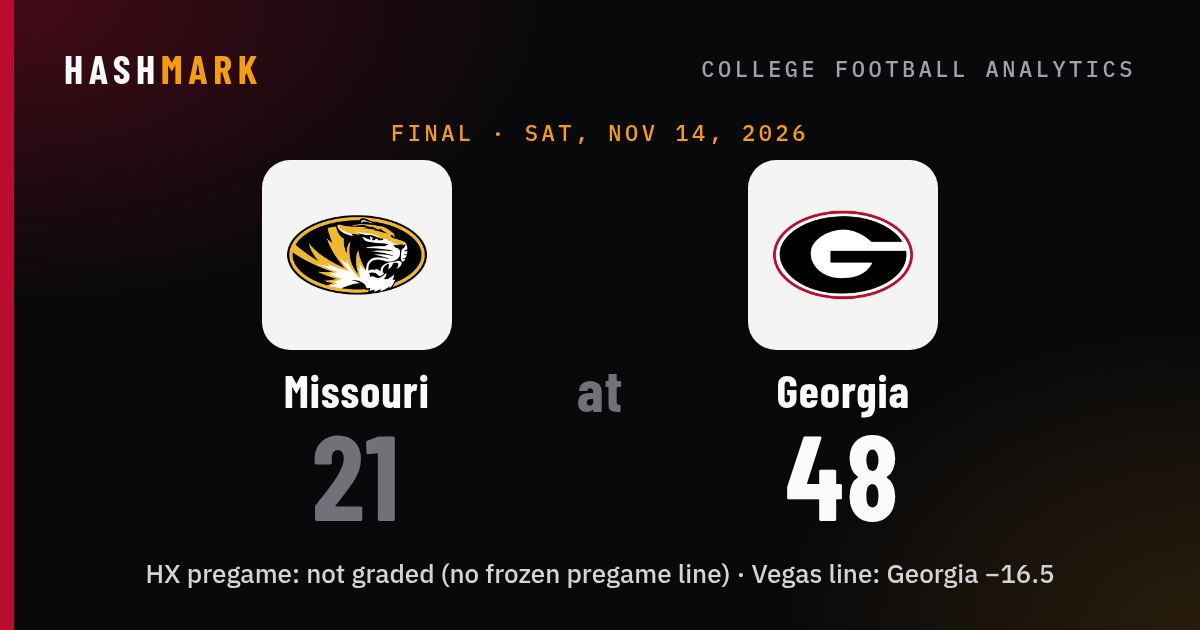 HASHMARK
COLLEGE FOOTBALL ANALYTICS
FINAL · SAT, NOV 14, 2026
G
Missouri at Georgia
21 48
HX pregame: not graded (no frozen pregame line) · Vegas line: Georgia −16.5